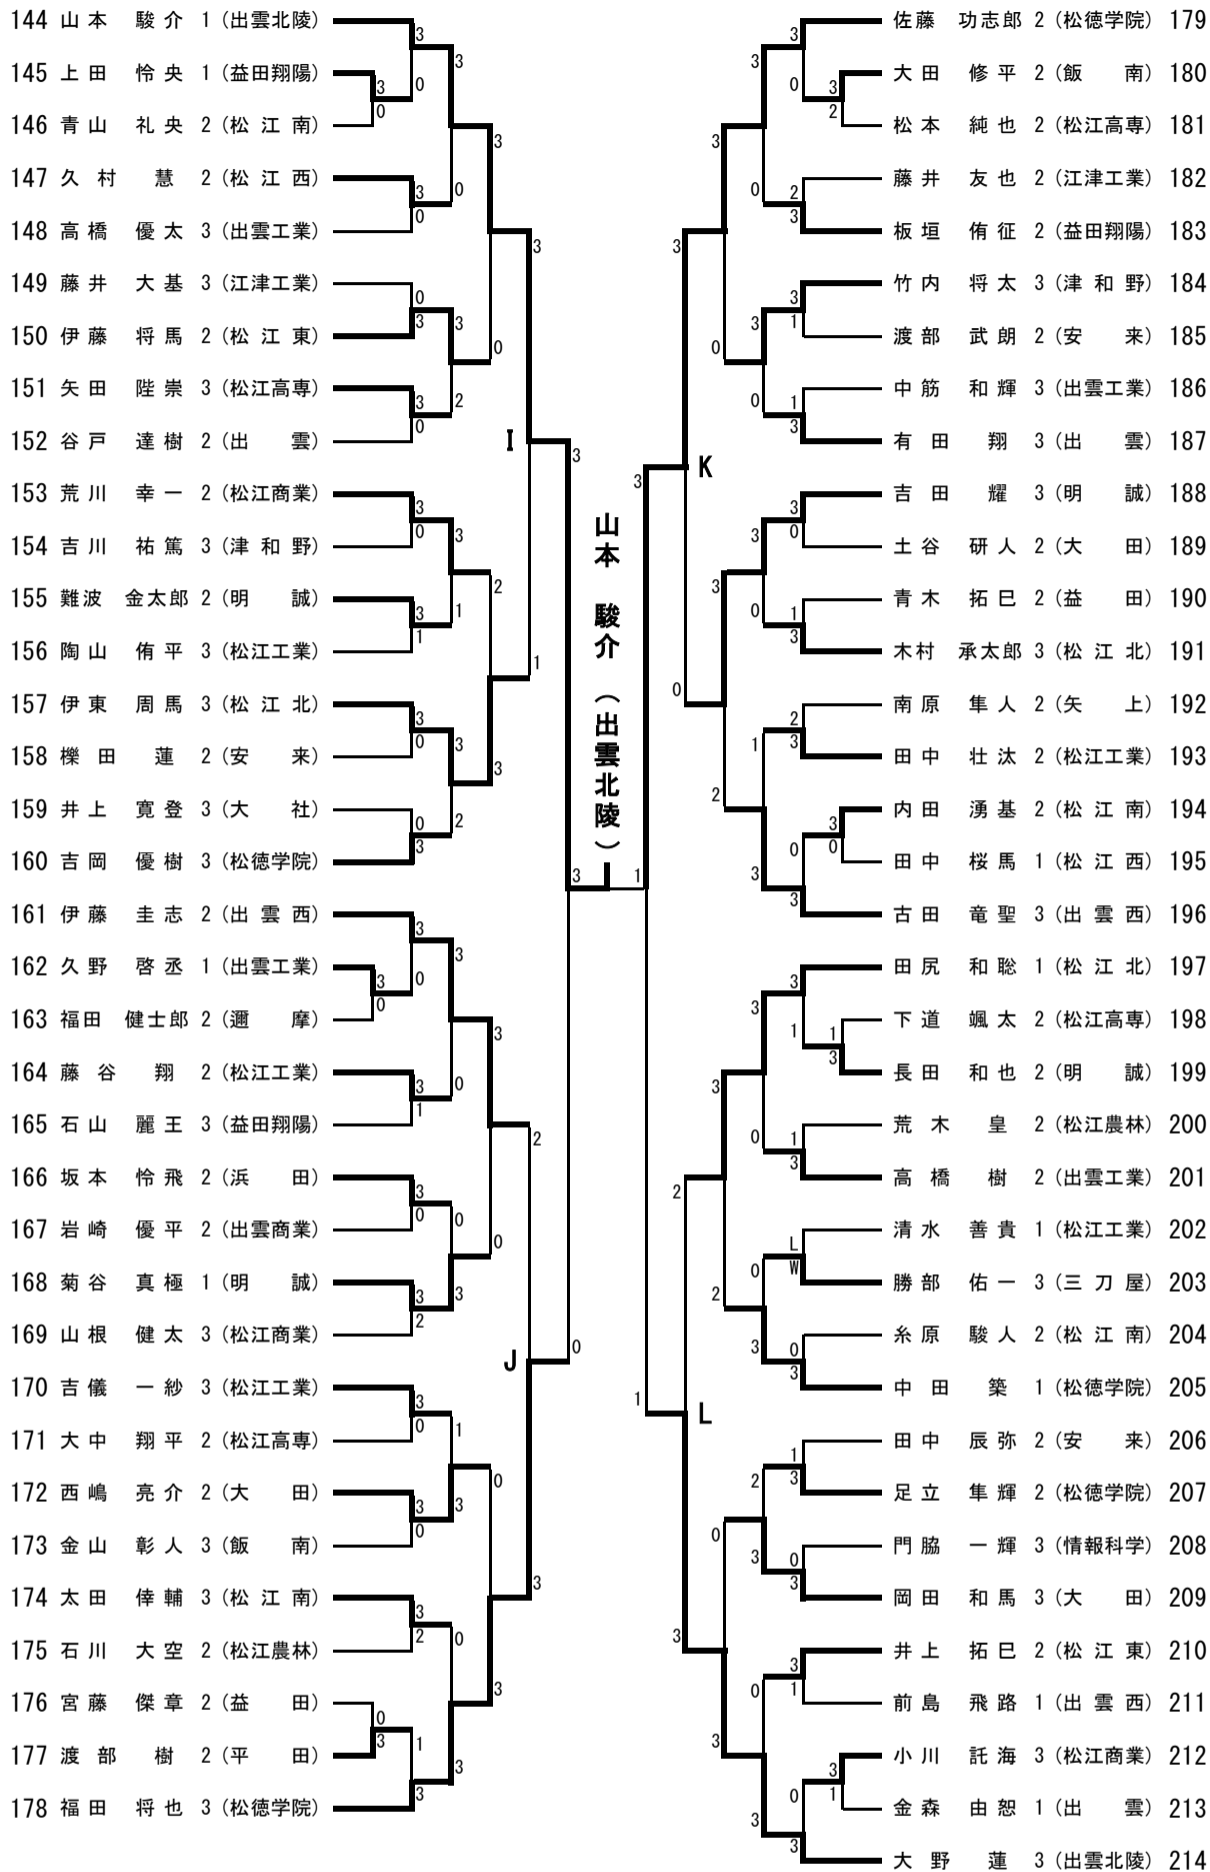 144 山本 駿介 1 (出雲北陵)
145 上田 怜央 1 (益田翔陽)
146 青山 礼央 2 (松江南)
147 久村 慧 2 (松江西)
148 高橋 優太 3 (出雲工業)
149 藤井 大基 3 (江津工業)
150 伊藤 将馬 2 (松江東)
151 矢田 陛崇 3 (松江高専)
152 谷戸 達樹 2 (出雲)
153 荒川 幸一 2 (松江商業)
154 吉川 祐篤 3 (津和野)
155 難波 金太郎 2 (明誠)
156 陶山 侑平 3 (松江工業)
157 伊東 周馬 3 (松江北)
158 櫟田 蓮 2 (安来)
159 井上 寛登 3 (大社)
160 吉岡 優樹 3 (松徳学院)
161 伊藤 圭志 2 (出雲西)
162 久野 啓丞 1 (出雲工業)
163 福田 健士郎 2 (邇摩)
164 藤谷 翔 2 (松江工業)
165 石山 麗王 3 (益田翔陽)
166 坂本 怜飛 2 (浜田)
167 岩崎 優平 2 (出雲商業)
168 菊谷 真極 1 (明誠)
169 山根 健太 3 (松江商業)
170 吉儀 一紗 3 (松江工業)
171 大中 翔平 2 (松江高専)
172 西嶋 亮介 2 (大田)
173 金山 彰人 3 (飯南)
174 太田 倖輔 3 (松江南)
175 石川 大空 2 (松江農林)
176 宮藤 傑章 2 (益田)
177 渡部 樹 2 (平田)
178 福田 将也 3 (松徳学院)
I
J
山本 駿介 (出雲北陵)
3 1
K
L
佐藤 功志郎 2 (松徳学院) 179
大田 修平 2 (飯南) 180
松本 純也 2 (松江高専) 181
藤井 友也 2 (江津工業) 182
板垣 侑征 2 (益田翔陽) 183
竹内 将太 3 (津和野) 184
渡部 武朗 2 (安来) 185
中筋 和輝 3 (出雲工業) 186
有田 翔 3 (出雲) 187
吉田 耀 3 (明誠) 188
土谷 研人 2 (大田) 189
青木 拓巳 2 (益田) 190
木村 承太郎 3 (松江北) 191
南原 隼人 2 (矢上) 192
田中 壮汰 2 (松江工業) 193
内田 湧基 2 (松江南) 194
田中 桜馬 1 (松江西) 195
古田 竜聖 3 (出雲西) 196
田尻 和聡 1 (松江北) 197
下道 颯太 2 (松江高専) 198
長田 和也 2 (明誠) 199
荒木 皇 2 (松江農林) 200
高橋 樹 2 (出雲工業) 201
清水 善貴 1 (松江工業) 202
勝部 佑一 3 (三刀屋) 203
糸原 駿人 2 (松江南) 204
中田 築 1 (松徳学院) 205
田中 辰弥 2 (安来) 206
足立 隼輝 2 (松徳学院) 207
門脇 一輝 3 (情報科学) 208
岡田 和馬 3 (大田) 209
井上 拓巳 2 (松江東) 210
前島 飛路 1 (出雲西) 211
小川 託海 3 (松江商業) 212
金森 由恕 1 (出雲) 213
大野 蓮 3 (出雲北陵) 214